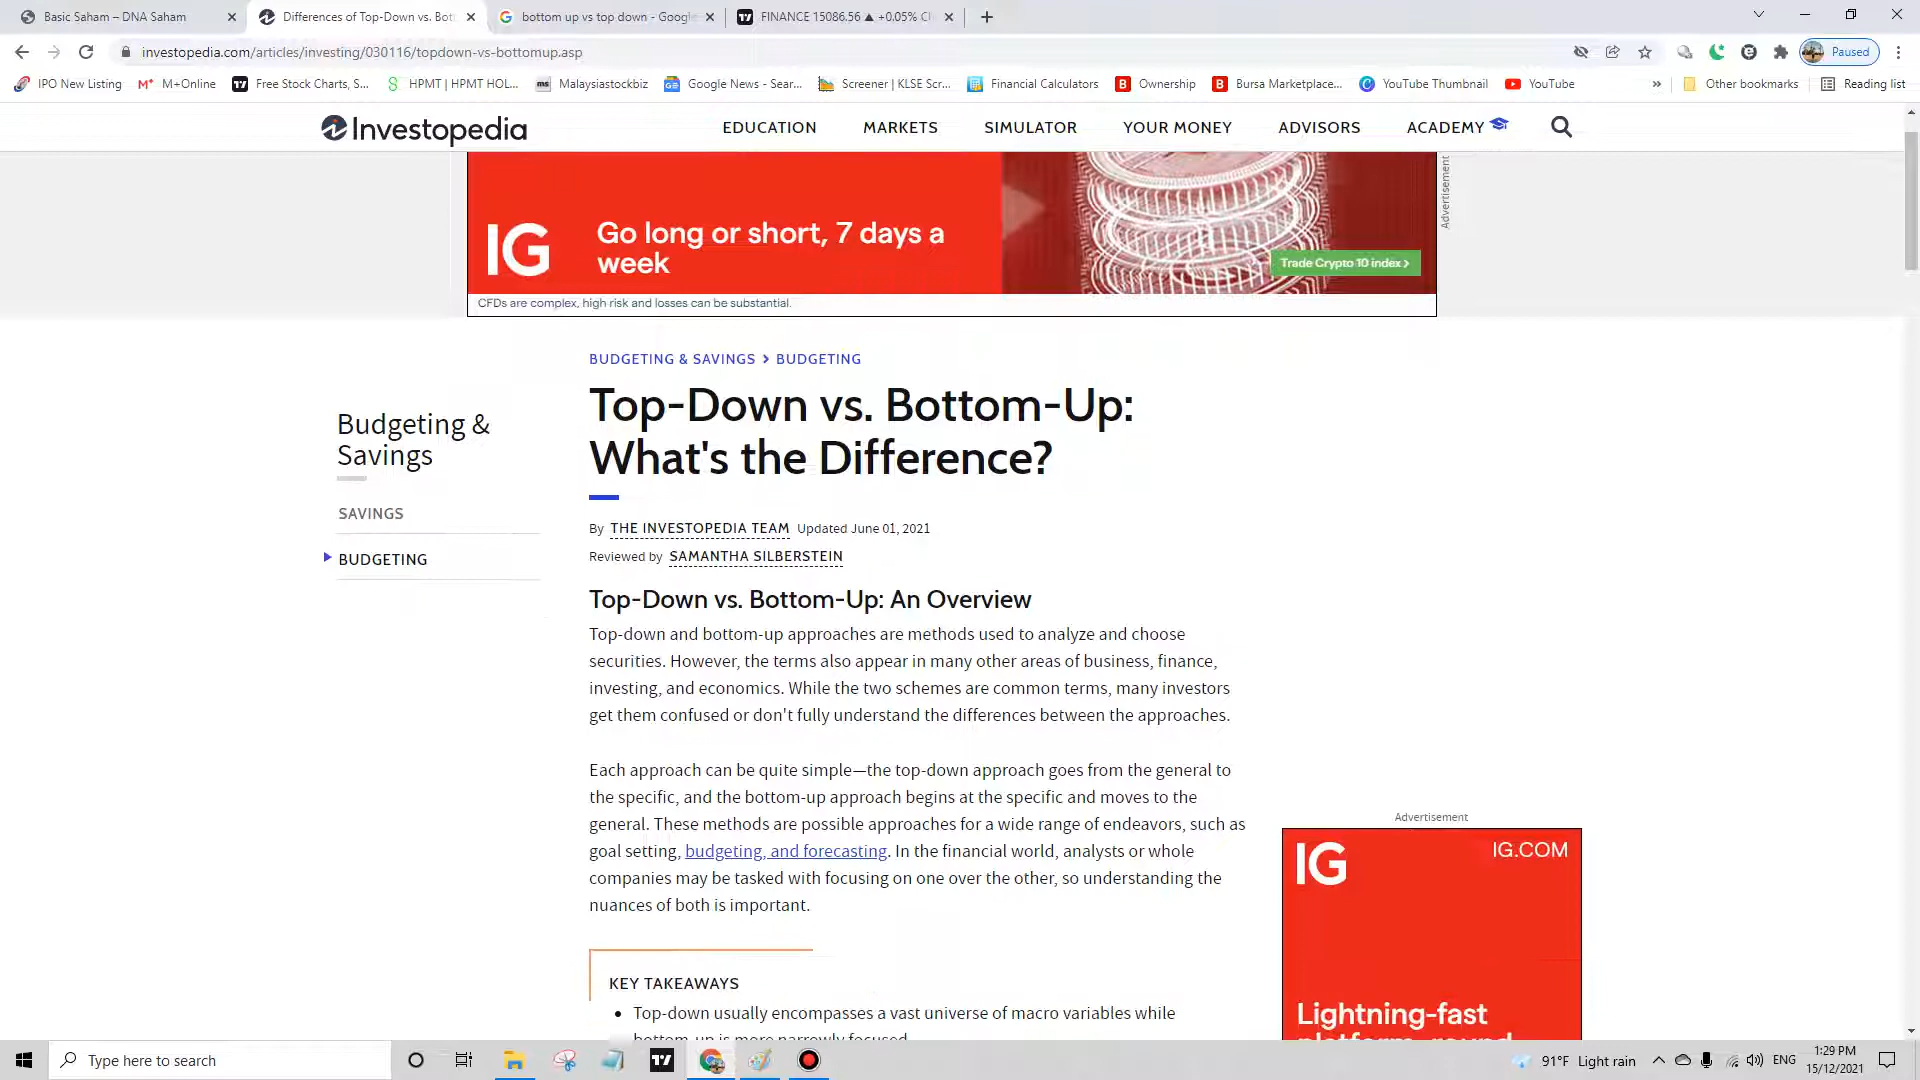 Basic Saham – DNA Saham
Differences of Top-Down vs. Bot
bottom up vs top down - Google
FINANCE 15086.56 ▲ +0.05%
investopedia.com/articles/investing/030116/topdown-vs-bottomup.asp
Paused
IPO New Listing
M+Online
Free Stock Charts, S...
HPMT | HPMT HOL...
Malaysiastockbiz
Google News - Sear...
Screener | KLSE Scr...
Financial Calculators
Ownership
Bursa Marketplace...
YouTube Thumbnail
YouTube
»
Other bookmarks
Reading list
Investopedia
EDUCATION
MARKETS
SIMULATOR
YOUR MONEY
ADVISORS
ACADEMY
IG
Go long or short, 7 days a
week
Trade Crypto 10 index >
Advertisement
CFDs are complex, high risk and losses can be substantial.
BUDGETING & SAVINGS > BUDGETING
Top-Down vs. Bottom-Up:
What's the Difference?
Budgeting &
Savings
SAVINGS
BUDGETING
By THE INVESTOPEDIA TEAM Updated June 01, 2021
Reviewed by SAMANTHA SILBERSTEIN
Top-Down vs. Bottom-Up: An Overview
Top-down and bottom-up approaches are methods used to analyze and choose
securities. However, the terms also appear in many other areas of business, finance,
investing, and economics. While the two schemes are common terms, many investors
get them confused or don't fully understand the differences between the approaches.
Each approach can be quite simple—the top-down approach goes from the general to
the specific, and the bottom-up approach begins at the specific and moves to the
general. These methods are possible approaches for a wide range of endeavors, such as
goal setting, budgeting, and forecasting. In the financial world, analysts or whole
companies may be tasked with focusing on one over the other, so understanding the
nuances of both is important.
KEY TAKEAWAYS
• Top-down usually encompasses a vast universe of macro variables while
bottom-up is more narrowly focused.
Advertisement
IG
IG.COM
Lightning-fast
platform, round
Type here to search
91°F Light rain
ENG
1:29 PM
15/12/2021